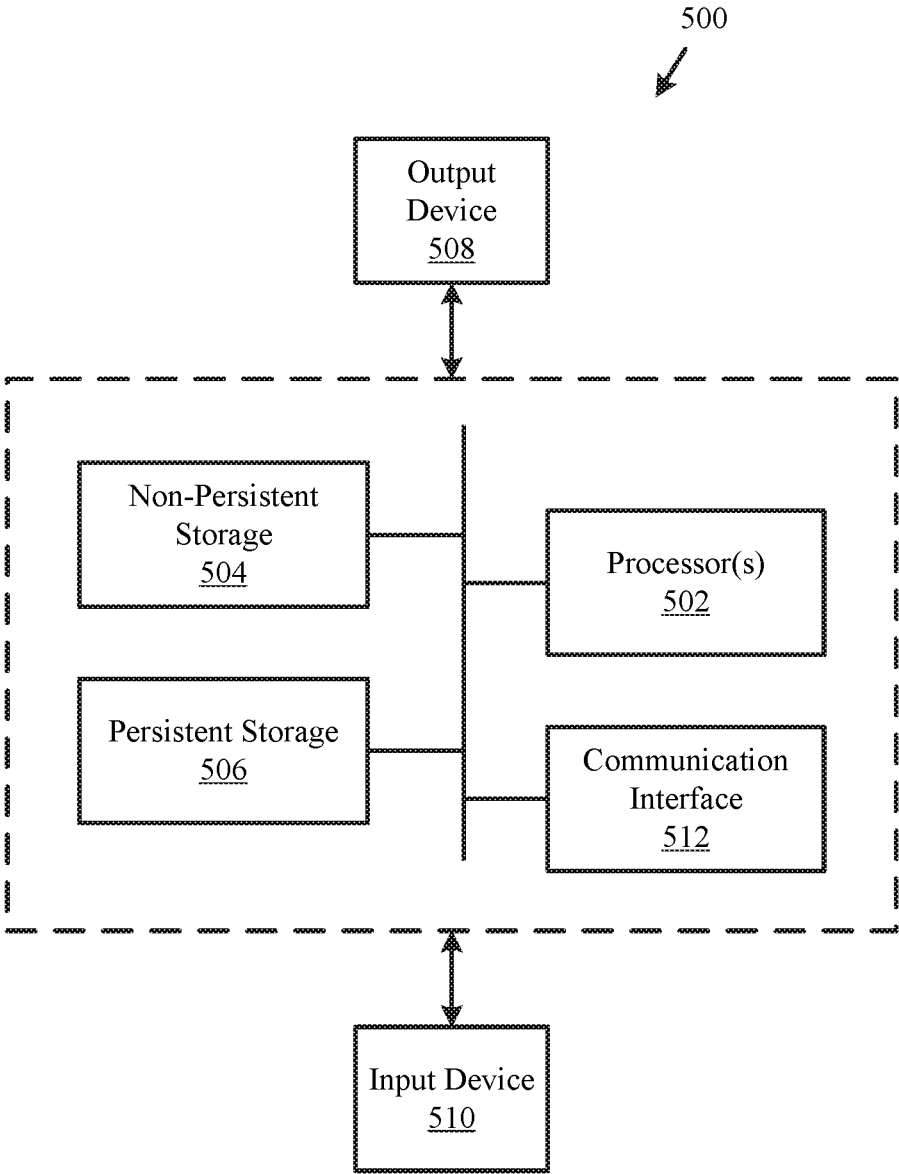 500
Output
Device
508
Non-Persistent
Storage
504
Processor(s)
502
Persistent Storage
506
Communication
Interface
512
Input Device
510